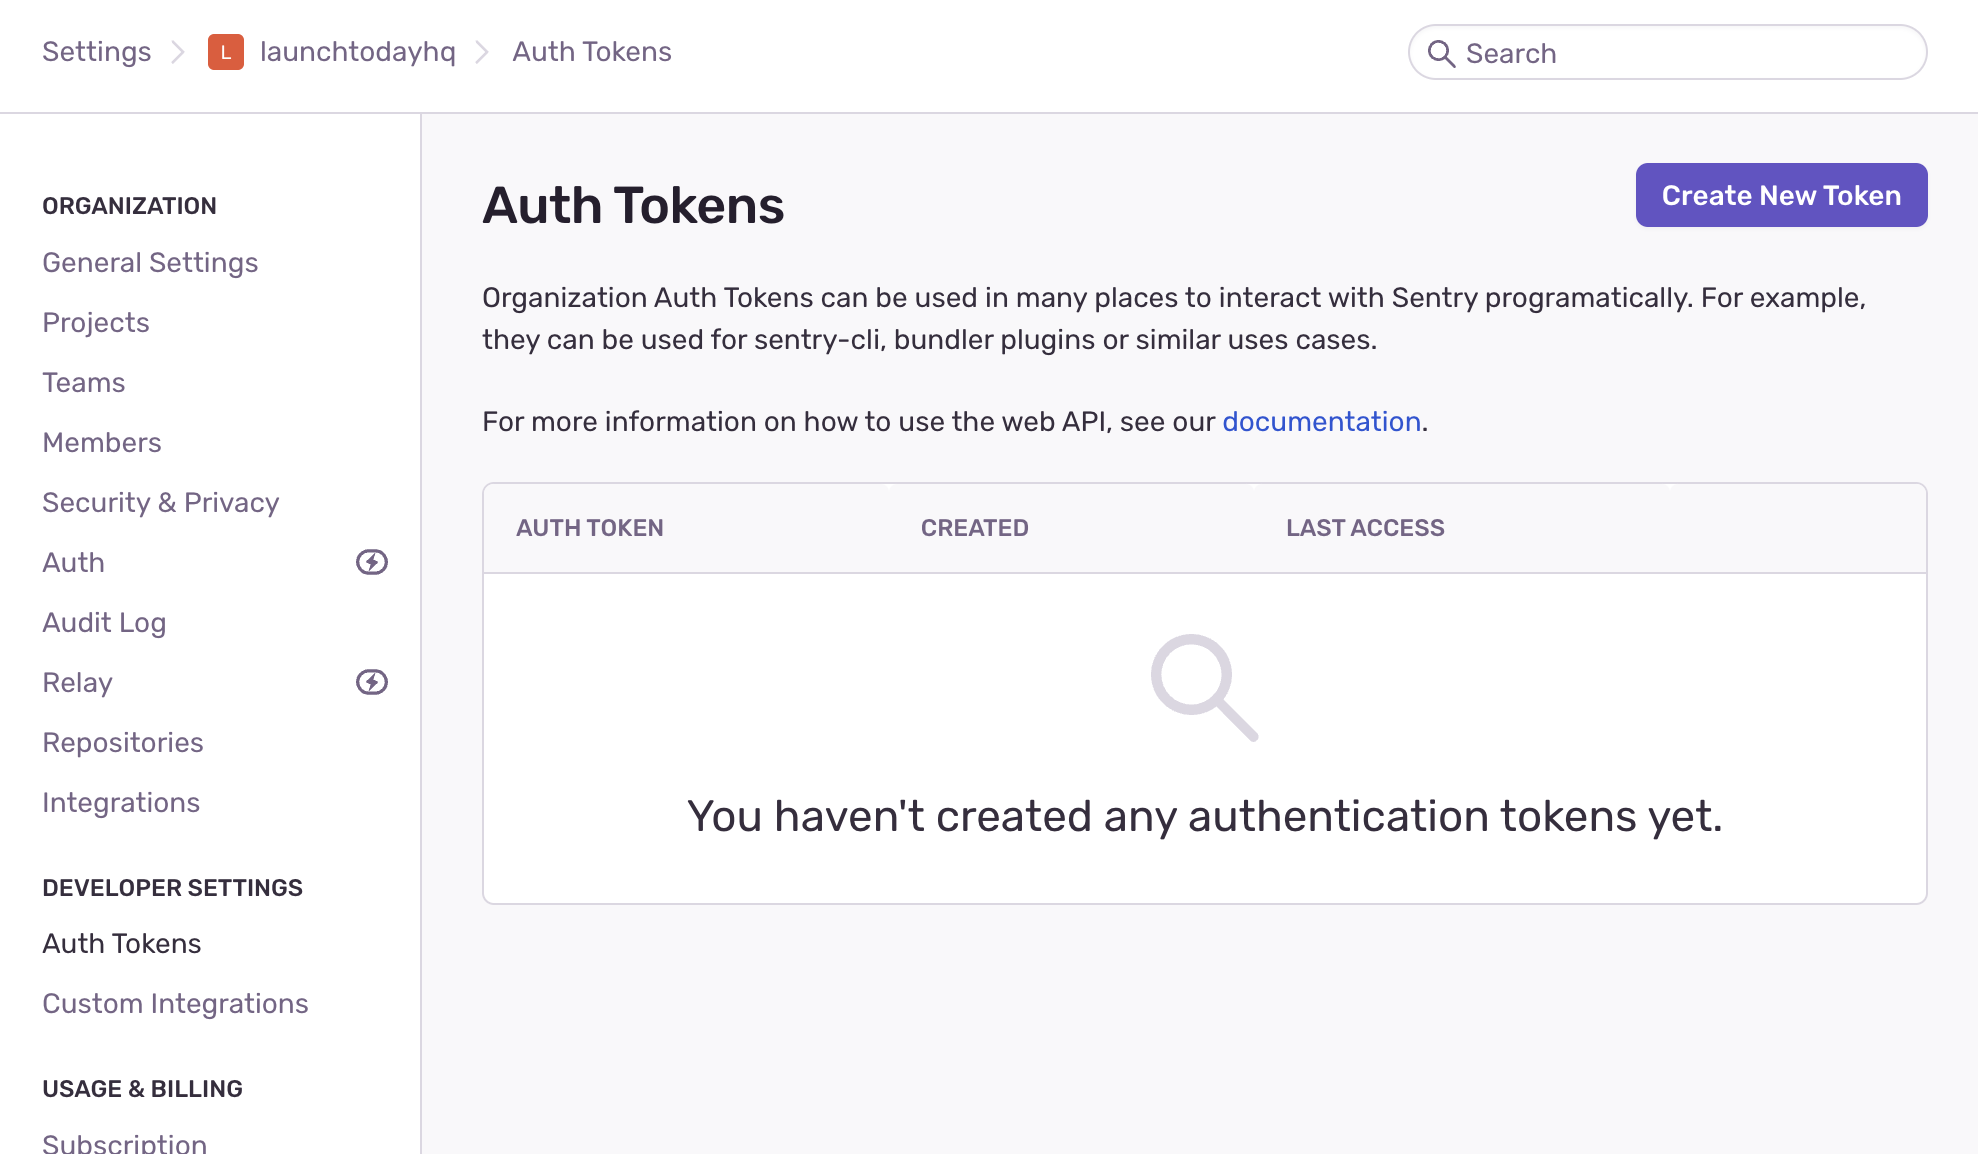 Settings
L
launchtodayhq
Auth Tokens
Search
ORGANIZATION
General Settings
Projects
Teams
Members
Security & Privacy
Auth
Audit Log
Relay
Repositories
Integrations
DEVELOPER SETTINGS
Auth Tokens
Custom Integrations
USAGE & BILLING
Subscription
Auth Tokens
Create New Token
Organization Auth Tokens can be used in many places to interact with Sentry programatically. For example,
they can be used for sentry-cli, bundler plugins or similar uses cases.
For more information on how to use the web API, see our documentation.
AUTH TOKEN
CREATED
LAST ACCESS
You haven't created any authentication tokens yet.